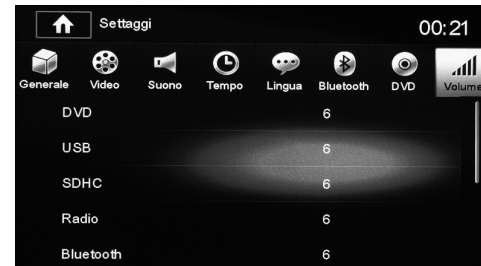 Settaggi 00:21
Generale Video Suono Tempo Lingua Bluetooth DVD Volume
DVD 6
USB 6
SDHC 6
Radio 6
Bluetooth 6